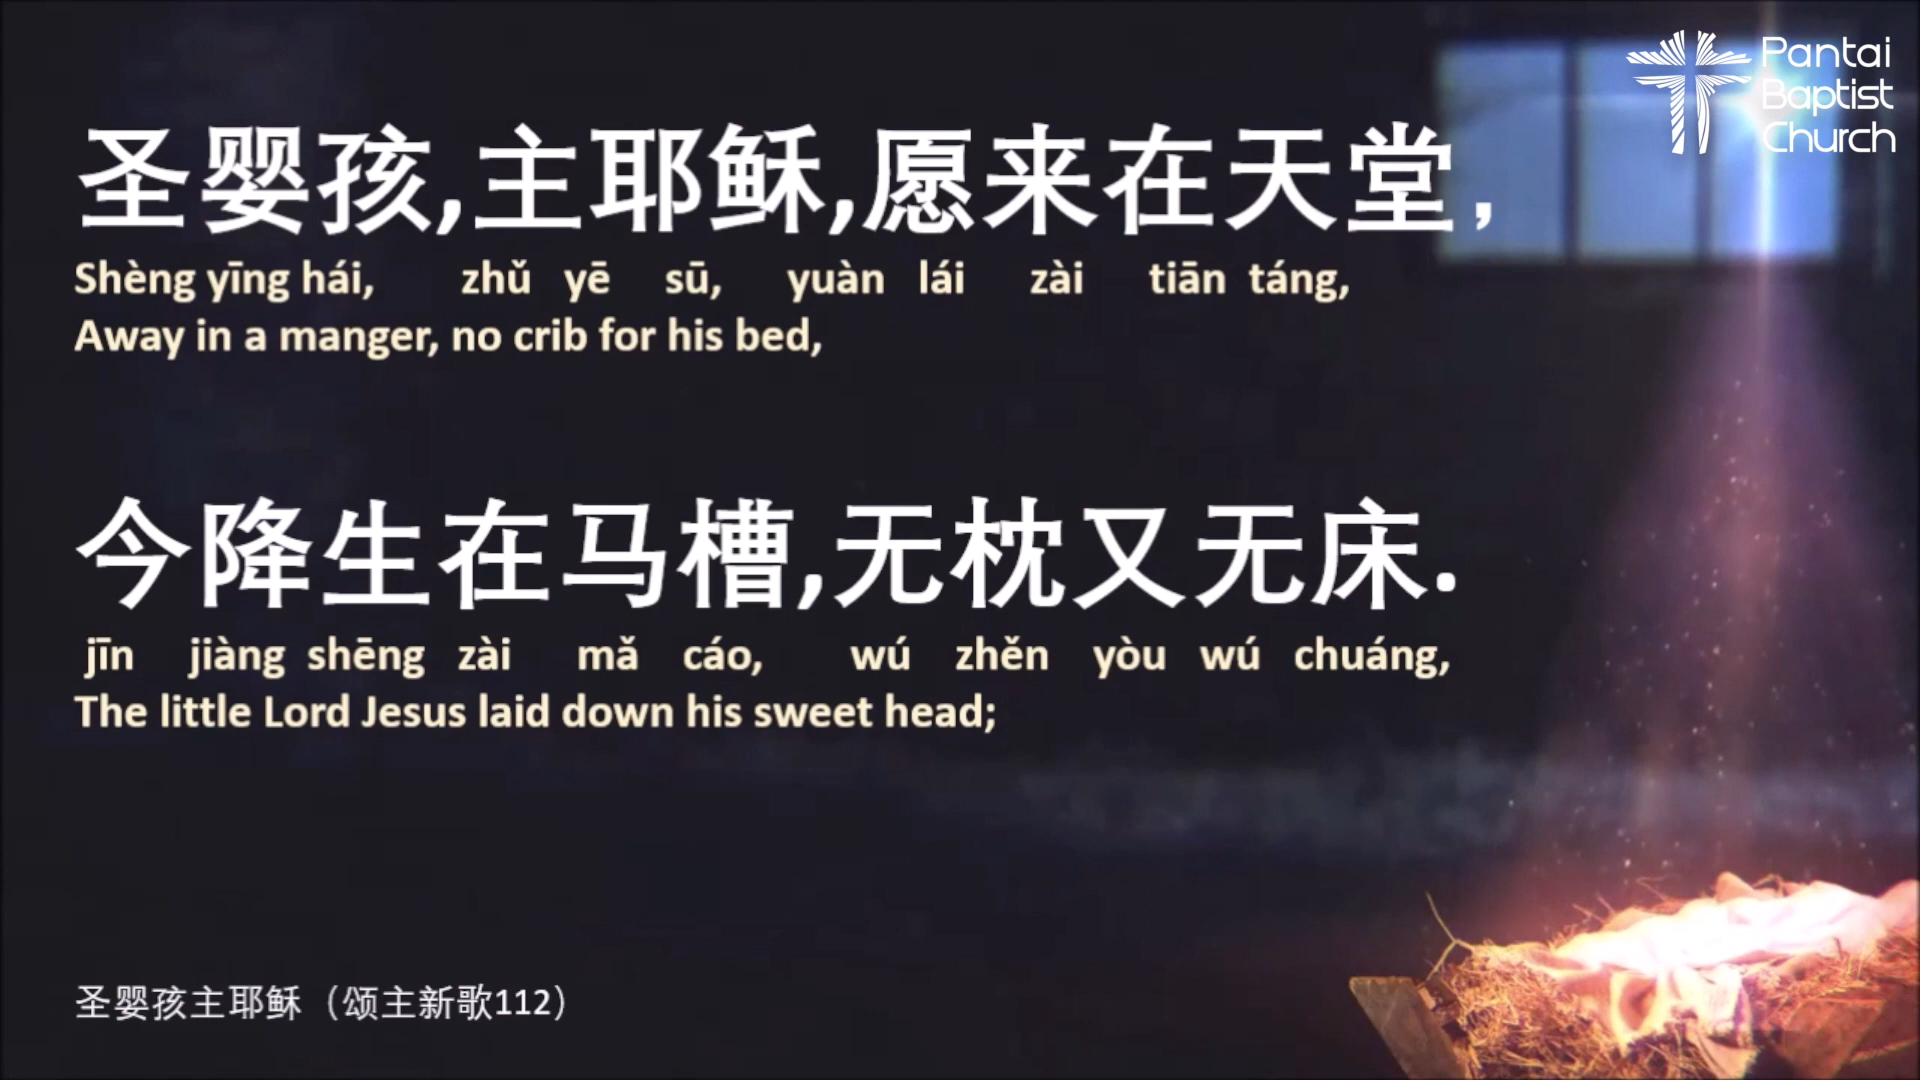 Pantai
Baptist
Church
圣婴孩,主耶稣,愿来在天堂，
Shèng yīng hái, zhǔ yē sū, yuàn lái zài tiān táng,
Away in a manger, no crib for his bed,
今降生在马槽,无枕又无床.
jīn jiàng shēng zài mǎ cáo, wú zhěn yòu wú chuáng,
The little Lord Jesus laid down his sweet head;
圣婴孩主耶稣（颂主新歌112）